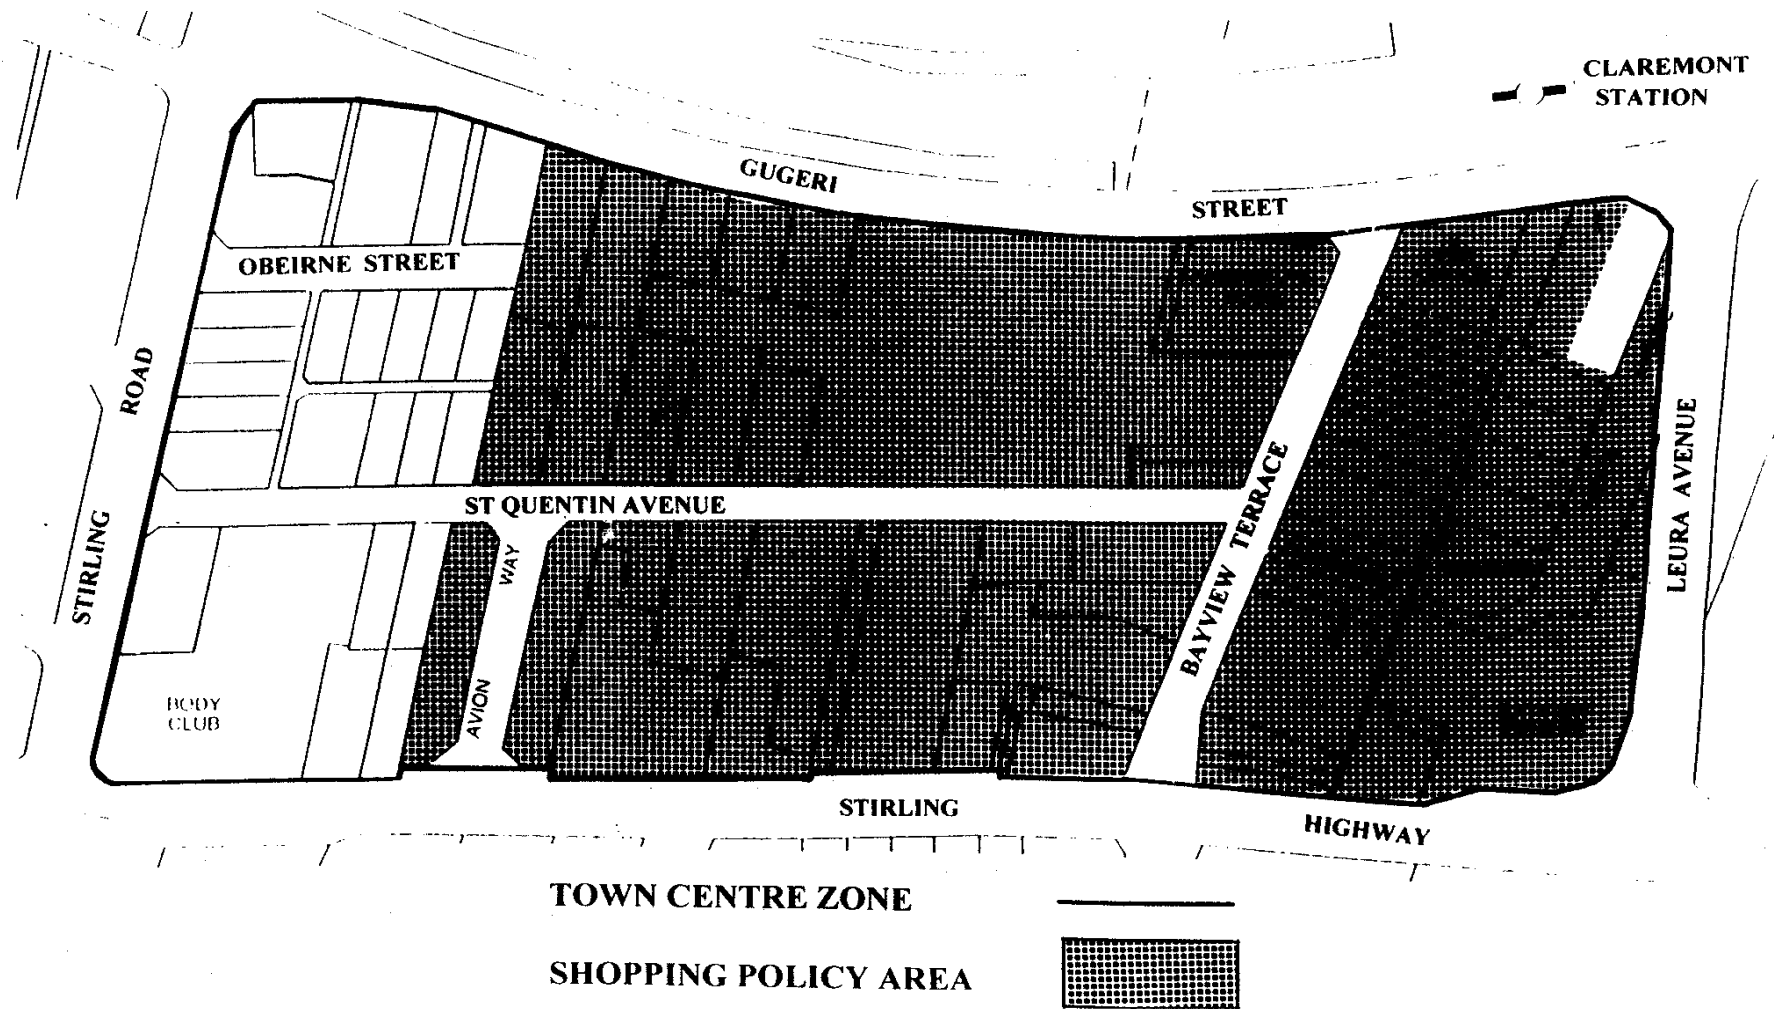 CLAREMONT
STATION
GUGERI
STREET
OBEIRNE STREET
ROAD
STIRLING
ST QUENTIN AVENUE
WAY
AVION
BAYVIEW TERRACE
LEURA AVENUE
BODY
CLUB
STIRLING
HIGHWAY
TOWN CENTRE ZONE
SHOPPING POLICY AREA